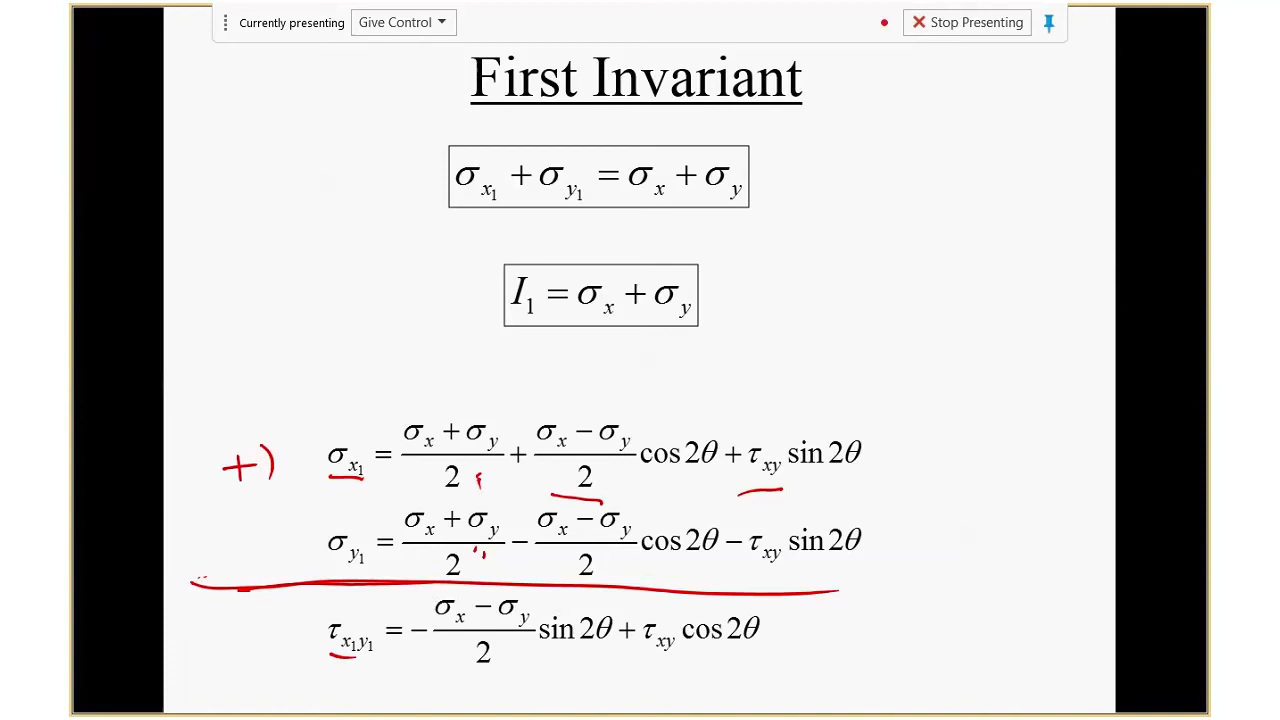 Currently presenting Give Control Stop Presenting
First Invariant
σx₁ + σy₁ = σx + σy
I₁ = σx + σy
+) σx₁ = (σx + σy)/2 + (σx − σy)/2 cos 2θ + τxy sin 2θ
σy₁ = (σx + σy)/2 − (σx − σy)/2 cos 2θ − τxy sin 2θ
τx₁y₁ = −(σx − σy)/2 sin 2θ + τxy cos 2θ